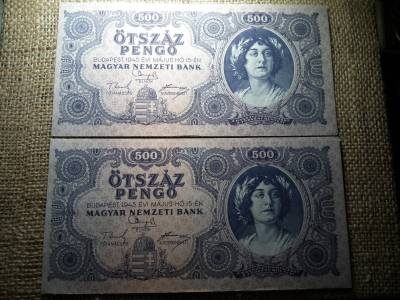 500 500
ÖTSZÁZ
PENGŐ
BUDAPEST, 1945. ÉVI MÁJUS HÓ 15-ÉN
MAGYAR NEMZETI BANK
500 500
ÖTSZÁZ
PENGŐ
BUDAPEST, 1945. ÉVI MÁJUS HÓ 15-ÉN
MAGYAR NEMZETI BANK